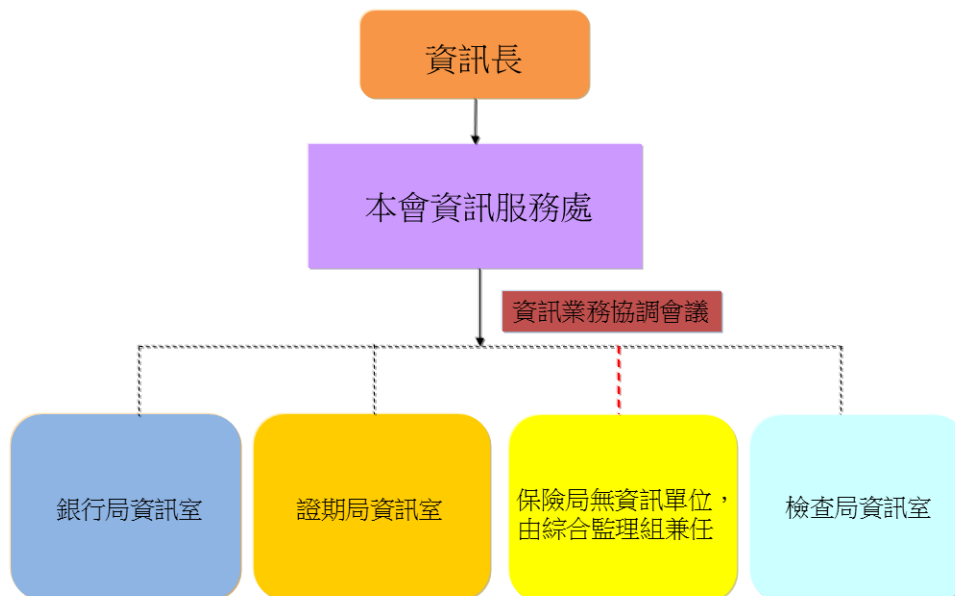 資訊長
本會資訊服務處
資訊業務協調會議
銀行局資訊室
證期局資訊室
保險局無資訊單位，
由綜合監理組兼任
檢查局資訊室